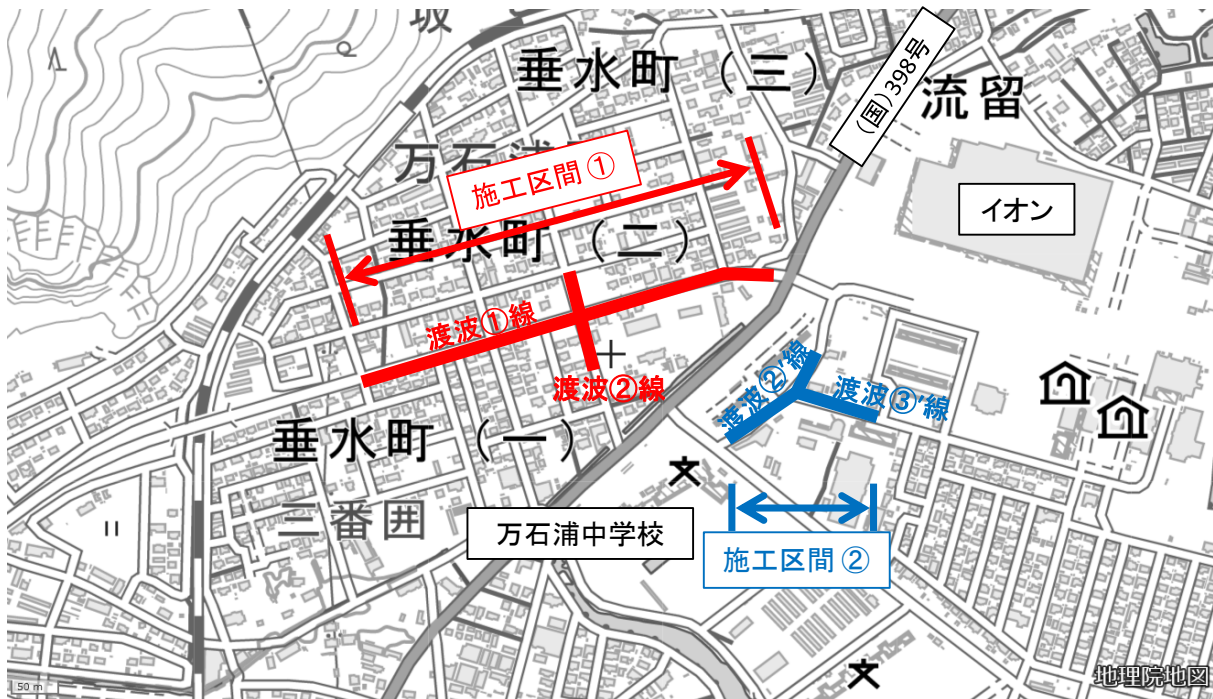 垂水町（三）
(国)398号
流留
万石浦
施工区間①
イオン
垂水町（二）
渡波①線
渡波②線
渡波②'線
渡波③'線
垂水町（一）
三番囲
万石浦中学校
施工区間②
50 m
地理院地図